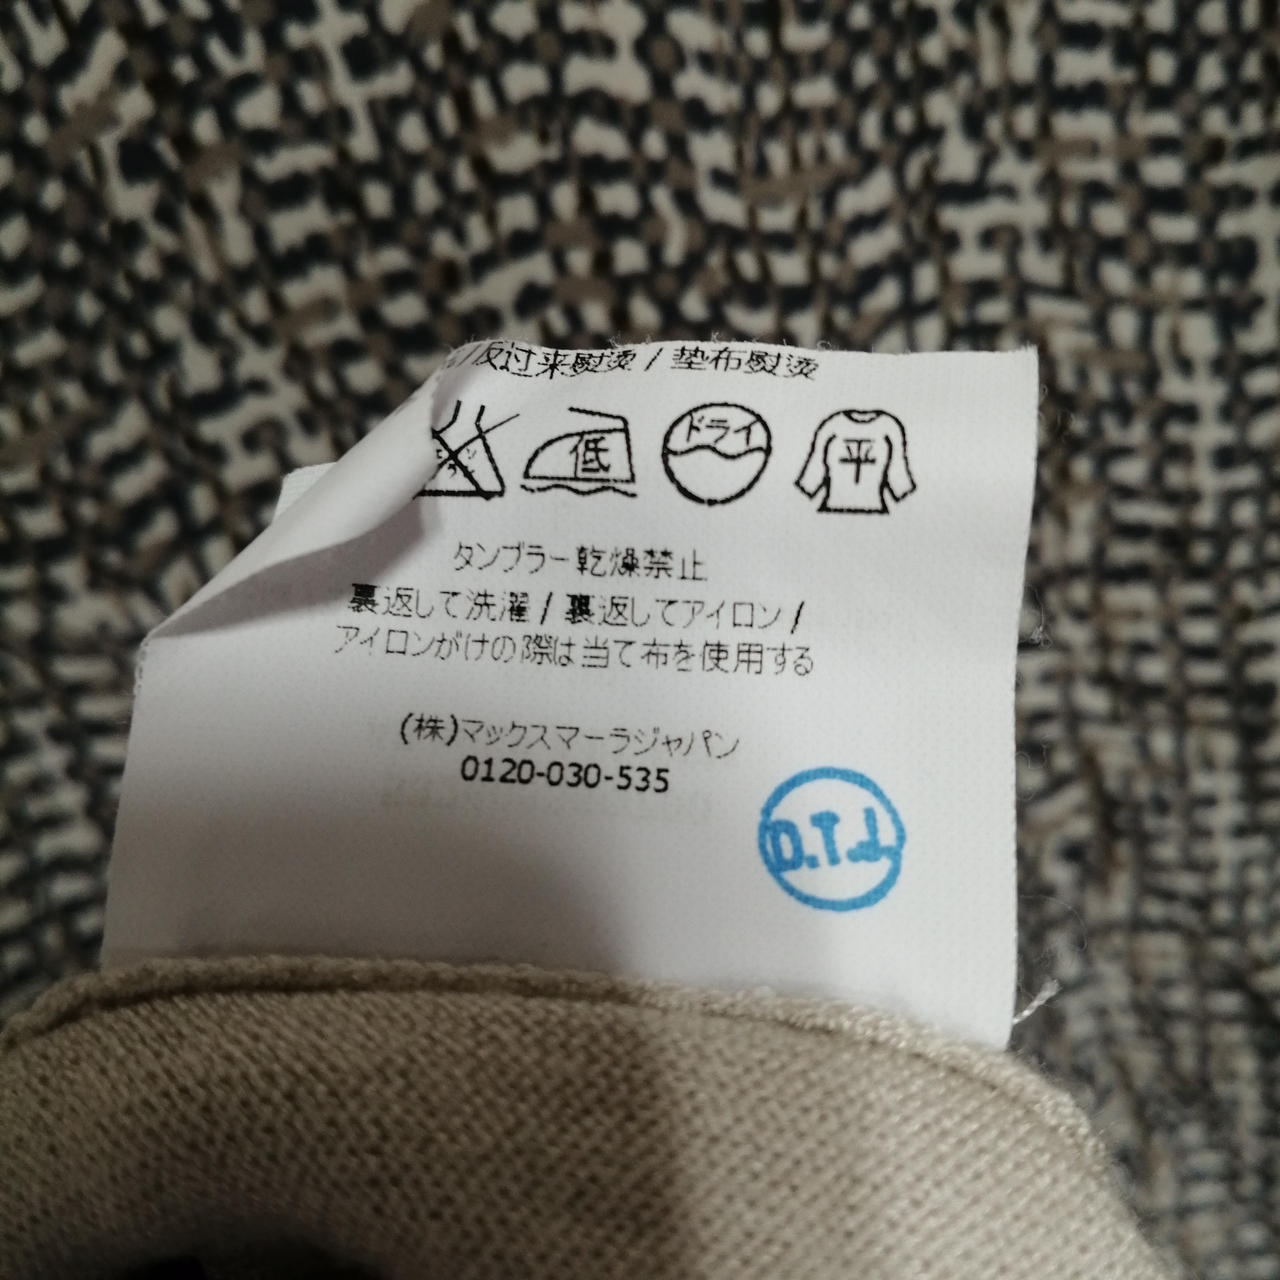 反过来熨烫 / 垫布熨烫
低 ドライ 平
タンブラー乾燥禁止
裏返して洗濯 / 裏返してアイロン /
アイロンがけの際は当て布を使用する
(株)マックスマーラジャパン
0120-030-535
D.T.J.